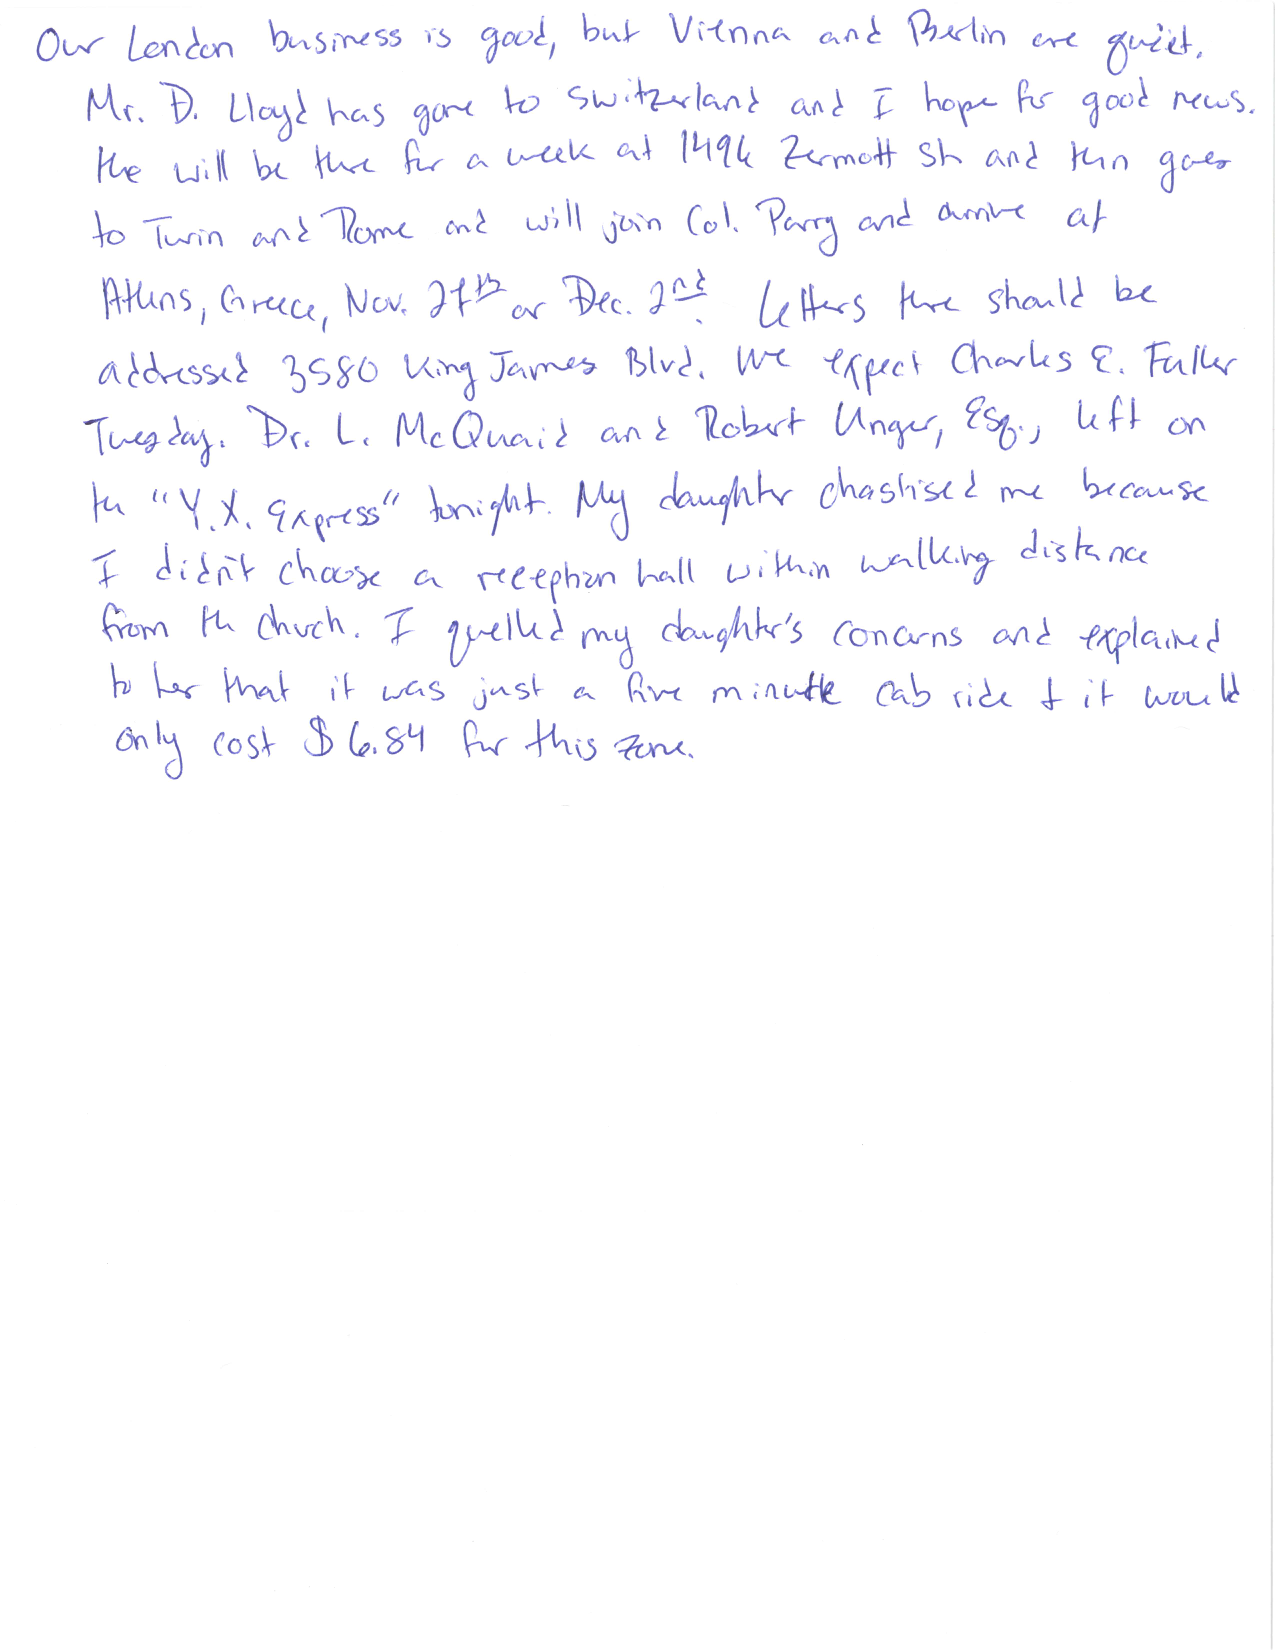 Our London business is good, but Vienna and Berlin are quiet.
Mr. D. Lloyd has gone to Switzerland and I hope for good news.
He will be there for a week at 1496 Zermott St. and then goes
to Turin and Rome and will join Col. Parry and arrive at
Athens, Greece, Nov. 27th or Dec. 2nd. Letters there should be
addressed 3580 King James Blvd. We expect Charles E. Fuller
Tuesday. Dr. L. McQuaid and Robert Unger, Esq., left on
the "Y.X. Express" tonight. My daughter chastised me because
I didn't choose a reception hall within walking distance
from the church. I quelled my daughter's concerns and explained
to her that it was just a five minute cab ride & it would
only cost $6.84 for this zone.